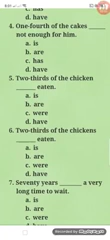 c. has
d. have
4. One-fourth of the cakes ______
not enough for him.
a. is
b. are
c. has
d. have
5. Two-thirds of the chicken
______ eaten.
a. is
b. are
c. were
d. have
6. Two-thirds of the chickens
______ eaten.
a. is
b. are
c. were
d. have
7. Seventy years ______ a very
long time to wait.
a. is
b. are
c. were